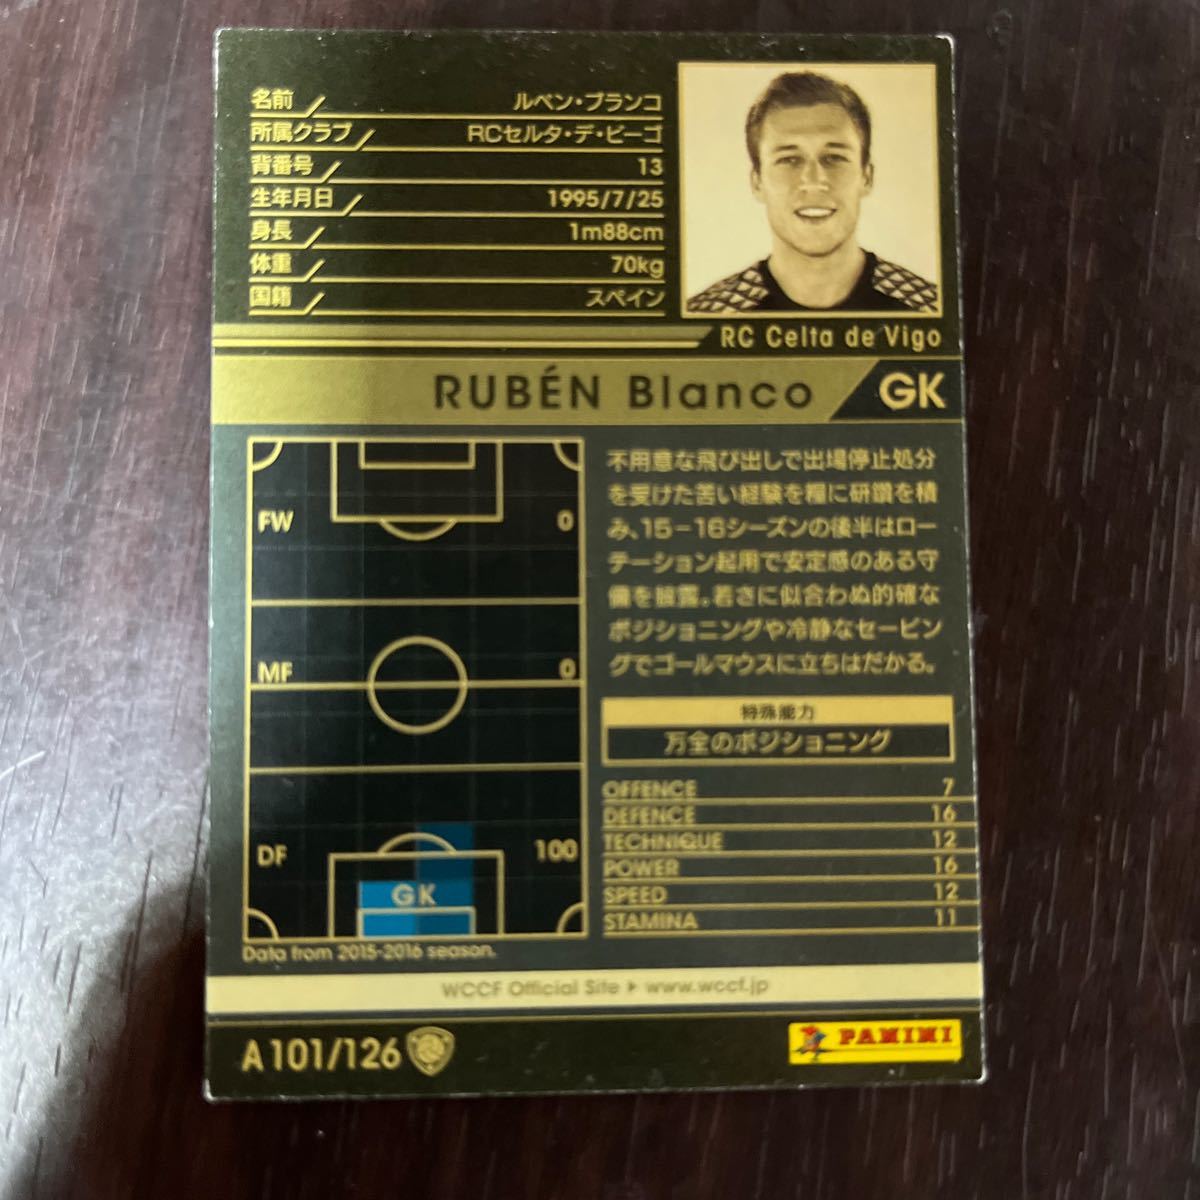 名前 ルベン・ブランコ
所属クラブ RCセルタ・デ・ビーゴ
背番号 13
生年月日 1995/7/25
身長 1m88cm
体重 70kg
国籍 スペイン
RC Celta de Vigo
RUBÉN Blanco GK
FW 0
MF 0
DF 100
GK
Data from 2015-2016 season.
不用意な飛び出しで出場停止処分
を受けた苦い経験を糧に研鑽を積
み、15－16シーズンの後半はロー
テーション起用で安定感のある守
備を披露。若さに似合わぬ的確な
ポジショニングや冷静なセービン
グでゴールマウスに立ちはだかる。
特殊能力
万全のポジショニング
OFFENCE 7
DEFENCE 16
TECHNIQUE 12
POWER 16
SPEED 12
STAMINA 11
WCCF Official Site ▶ www.wccf.jp
A101/126
PANINI